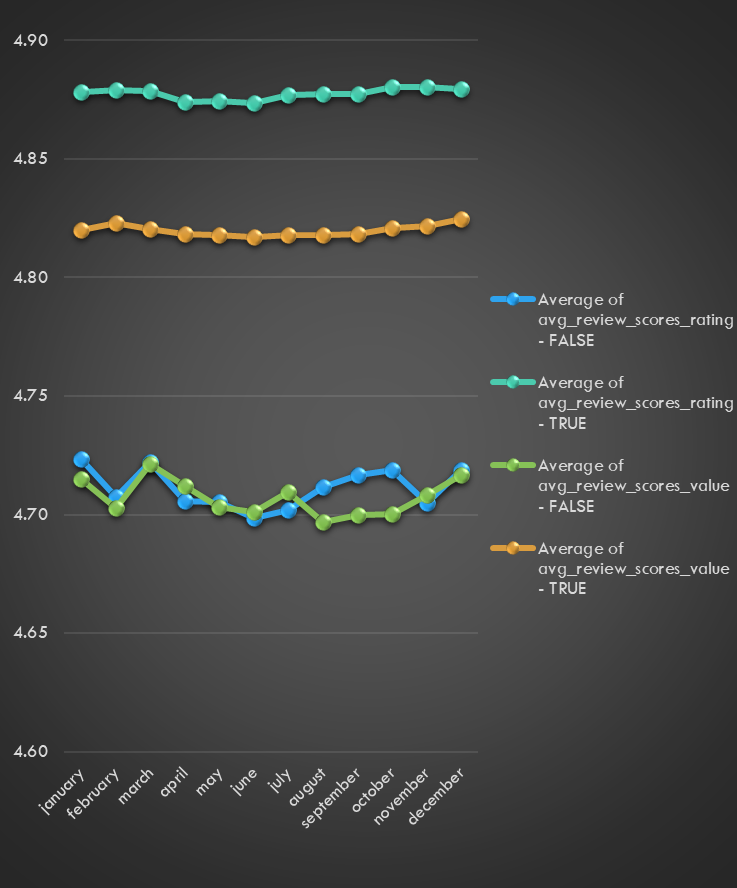 4.90
4.85
4.80
4.75
4.70
4.65
4.60
january
february
march
april
may
june
july
august
september
october
november
december
Average of
avg_review_scores_rating
- FALSE
Average of
avg_review_scores_rating
- TRUE
Average of
avg_review_scores_value
- FALSE
Average of
avg_review_scores_value
- TRUE